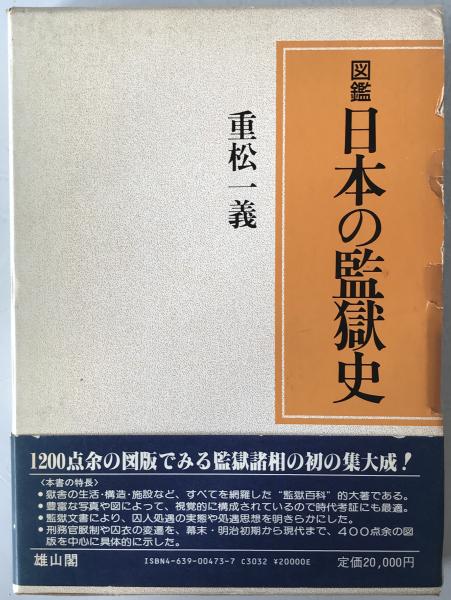 図鑑
日本の監獄史
重松一義
1200点余の図版でみる監獄諸相の初の集大成!
〈本書の特長〉
●獄舎の生活・構造・施設など、すべてを網羅した“監獄百科”的大著である。
●豊富な写真や図によって、視覚的に構成されているので時代考証にも最適。
●監獄文書により、囚人処遇の実態や処遇思想を明きらかにした。
●刑務官服制や囚衣の変遷を、幕末・明治初期から現代まで、400点余の図
版を中心に具体的に示した。
雄山閣
ISBN4-639-00473-7 C3032 ¥20000E
定価20,000円